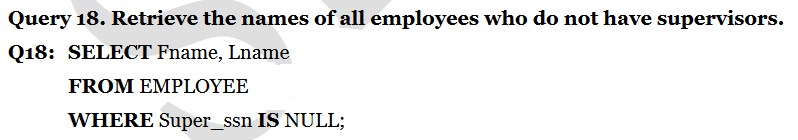 Query 18. Retrieve the names of all employees who do not have supervisors.
Q18: SELECT Fname, Lname
FROM EMPLOYEE
WHERE Super_ssn IS NULL;